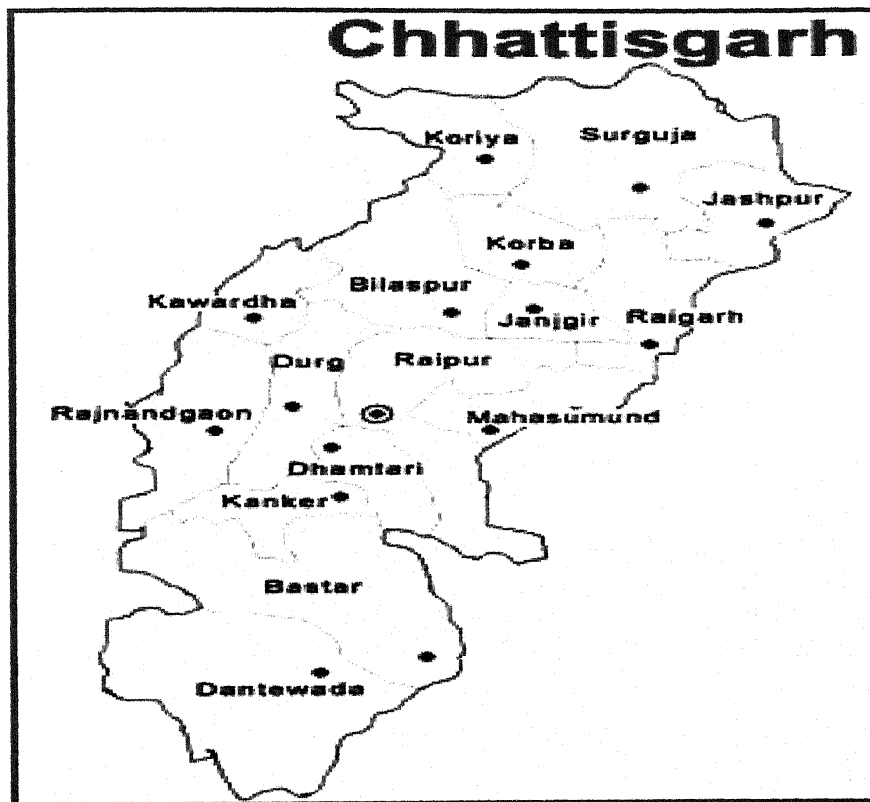 Chhattisgarh
Koriya
Surguja
Jashpur
Korba
Bilaspur
Kawardha
Janjgir
Raigarh
Durg
Raipur
Rajnandgaon
Mahasumund
Dhamtari
Kanker
Bastar
Dantewada